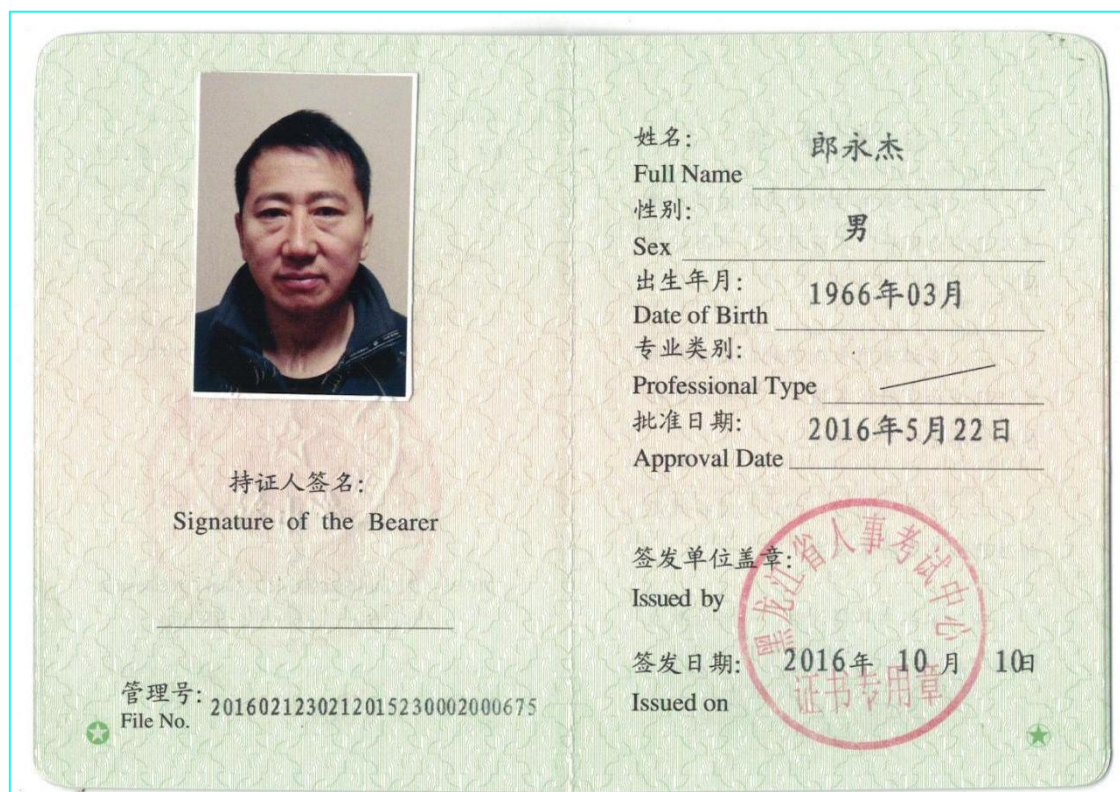 持证人签名:
Signature of the Bearer
管理号: 2016021230212015230002000675
File No.
姓名: 郎永杰
Full Name
性别: 男
Sex
出生年月: 1966年03月
Date of Birth
专业类别:
Professional Type
批准日期: 2016年5月22日
Approval Date
签发单位盖章:
Issued by
黑龙江省人事考试中心
证书专用章
签发日期: 2016年 10月 10日
Issued on